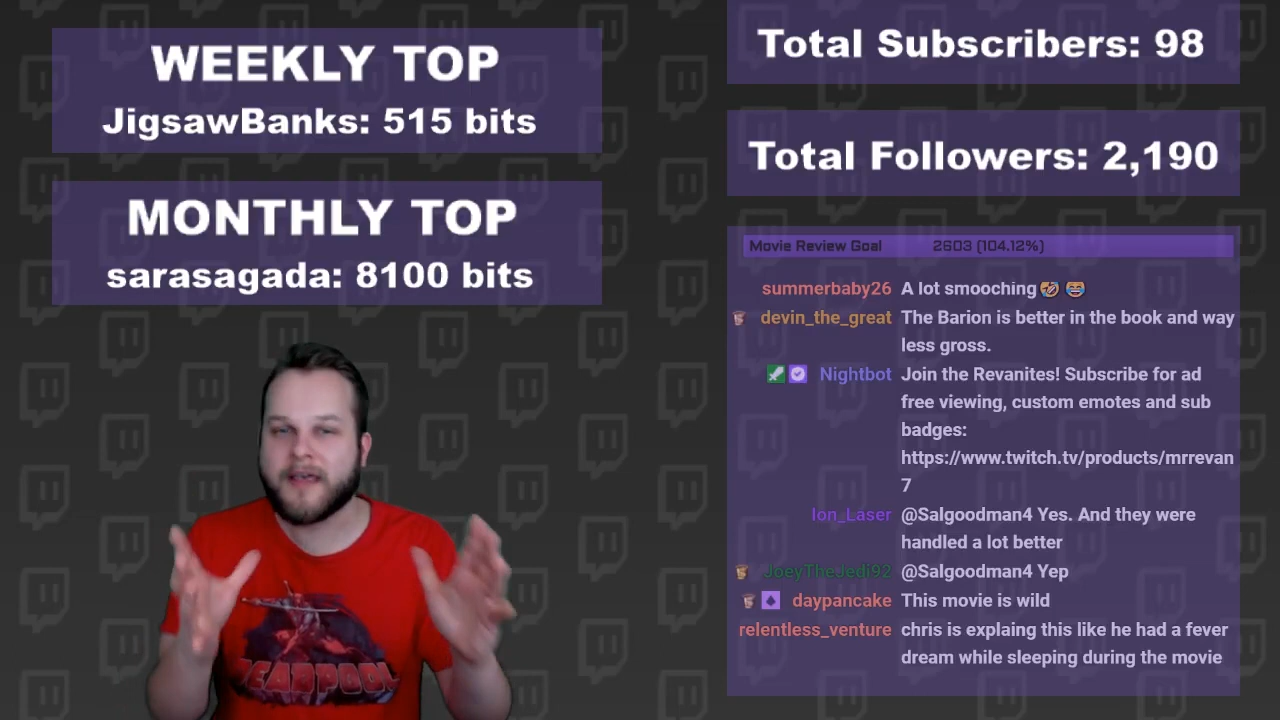 WEEKLY TOP
JigsawBanks: 515 bits
MONTHLY TOP
sarasagada: 8100 bits
DEADPOOL
Total Subscribers: 98
Total Followers: 2,190
Movie Review Goal 2603 (104.12%)
summerbaby26 A lot smooching🤣 😂
devin_the_great The Barion is better in the book and way
less gross.
Nightbot Join the Revanites! Subscribe for ad
free viewing, custom emotes and sub
badges:
https://www.twitch.tv/products/mrrevan
7
Ion_Laser @Salgoodman4 Yes. And they were
handled a lot better
JoeyTheJedi92 @Salgoodman4 Yep
daypancake This movie is wild
relentless_venture chris is explaing this like he had a fever
dream while sleeping during the movie